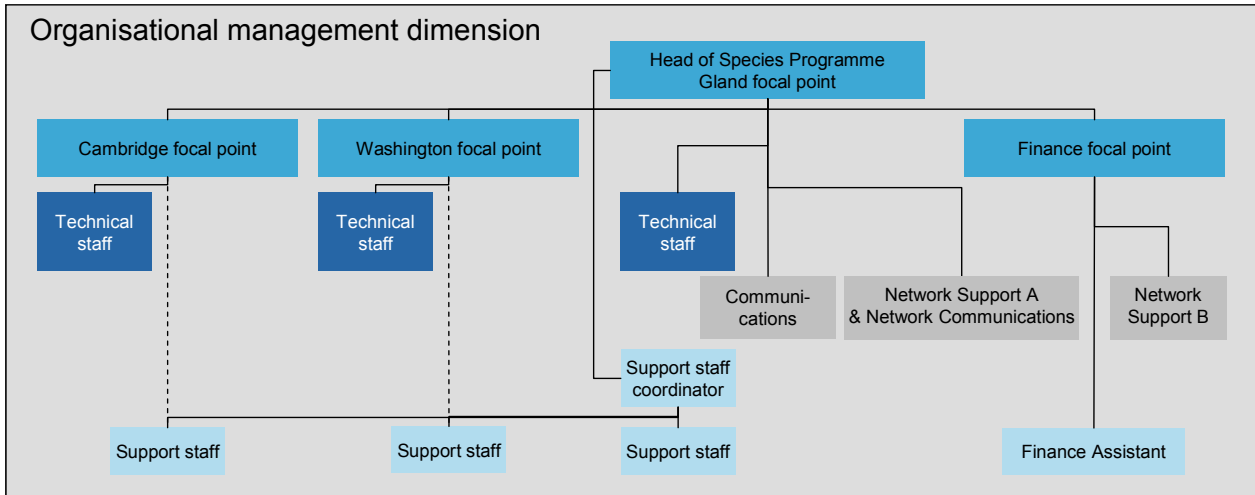 Organisational management dimension
Head of Species Programme
Gland focal point
Cambridge focal point
Washington focal point
Finance focal point
Technical
staff
Technical
staff
Technical
staff
Communi-
cations
Network Support A
& Network Communications
Network
Support B
Support staff
coordinator
Support staff
Support staff
Support staff
Finance Assistant